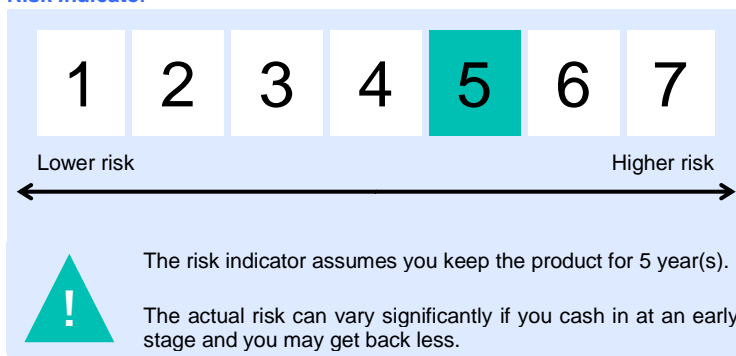 Risk Indicator
1 2 3 4 5 6 7
Lower risk Higher risk
The risk indicator assumes you keep the product for 5 year(s).
!
The actual risk can vary significantly if you cash in at an early
stage and you may get back less.